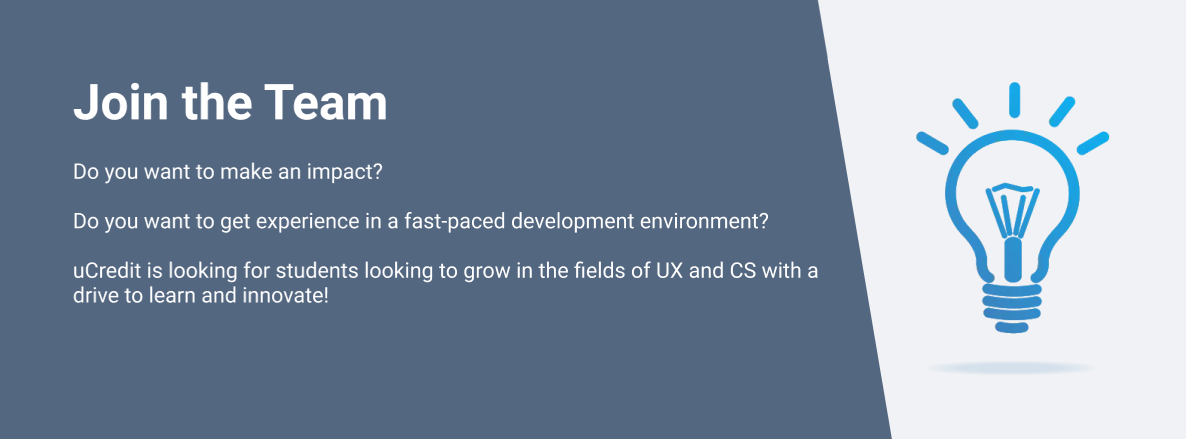 Join the Team
Do you want to make an impact?
Do you want to get experience in a fast-paced development environment?
uCredit is looking for students looking to grow in the fields of UX and CS with a
drive to learn and innovate!